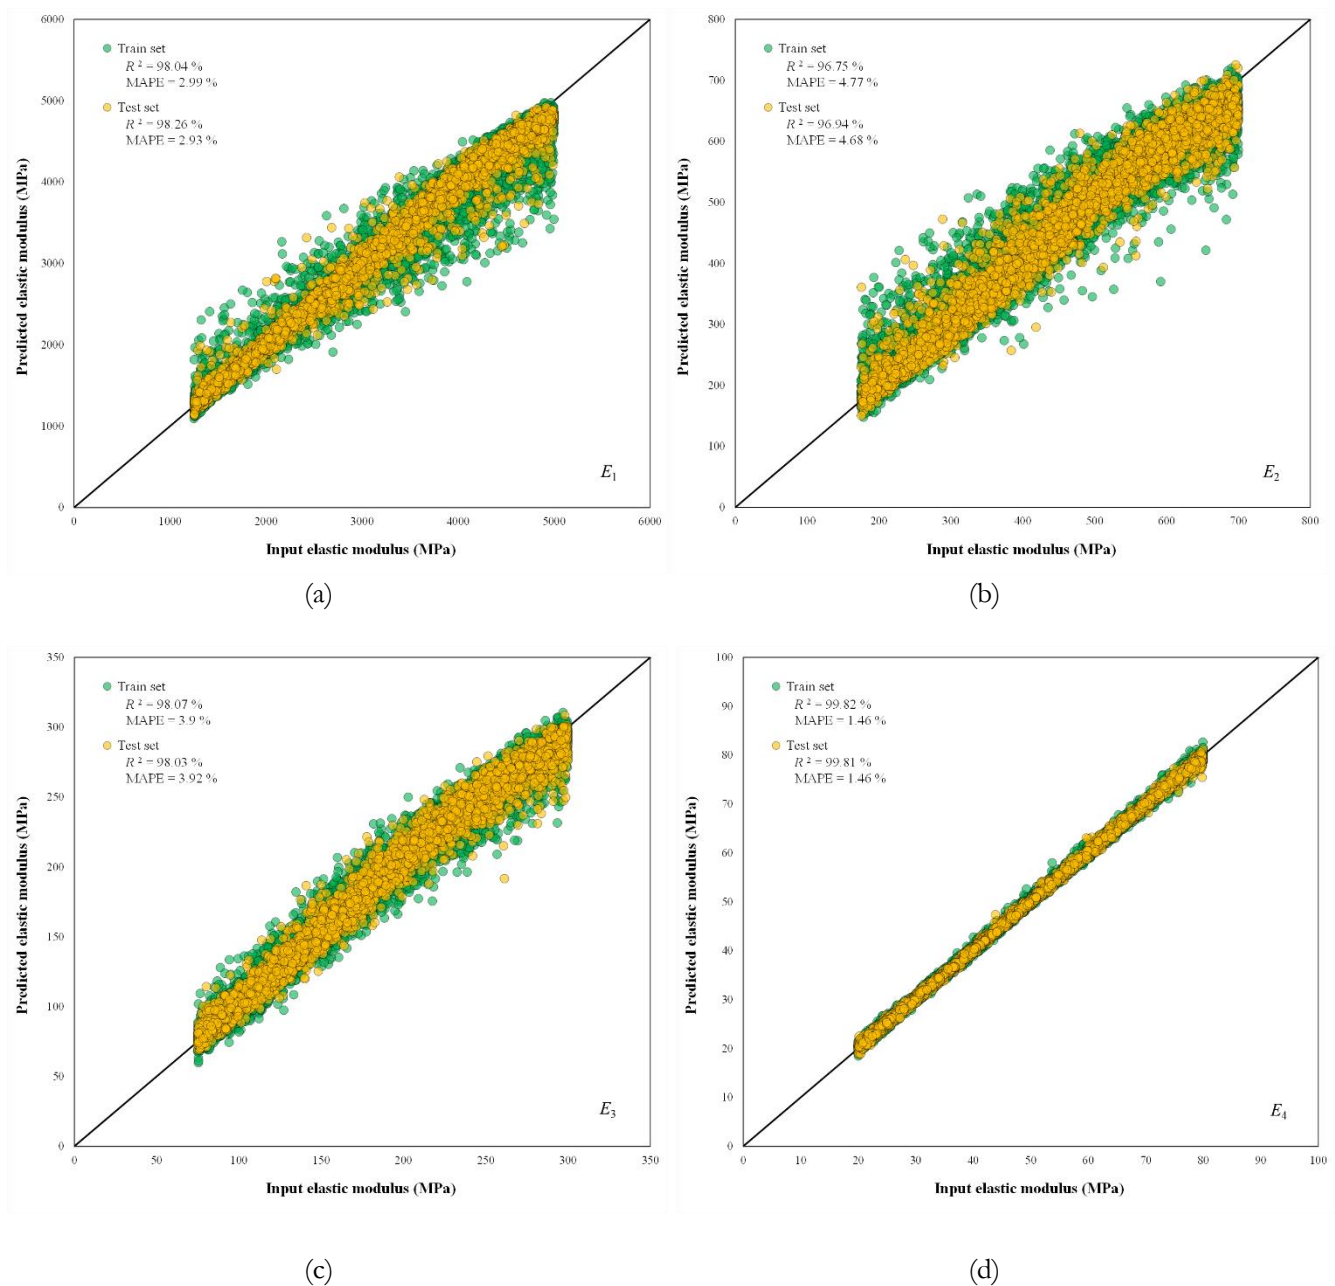 6000
5000
4000
3000
2000
1000
0
0 1000 2000 3000 4000 5000 6000
Predicted elastic modulus (MPa)
Input elastic modulus (MPa)
Train set
R² = 98.04 %
MAPE = 2.99 %
Test set
R² = 98.26 %
MAPE = 2.93 %
E₁
(a)
800
700
600
500
400
300
200
100
0
0 100 200 300 400 500 600 700 800
Predicted elastic modulus (MPa)
Input elastic modulus (MPa)
Train set
R² = 96.75 %
MAPE = 4.77 %
Test set
R² = 96.94 %
MAPE = 4.68 %
E₂
(b)
350
300
250
200
150
100
50
0
0 50 100 150 200 250 300 350
Predicted elastic modulus (MPa)
Input elastic modulus (MPa)
Train set
R² = 98.07 %
MAPE = 3.9 %
Test set
R² = 98.03 %
MAPE = 3.92 %
E₃
(c)
100
90
80
70
60
50
40
30
20
10
0
0 10 20 30 40 50 60 70 80 90 100
Predicted elastic modulus (MPa)
Input elastic modulus (MPa)
Train set
R² = 99.82 %
MAPE = 1.46 %
Test set
R² = 99.81 %
MAPE = 1.46 %
E₄
(d)